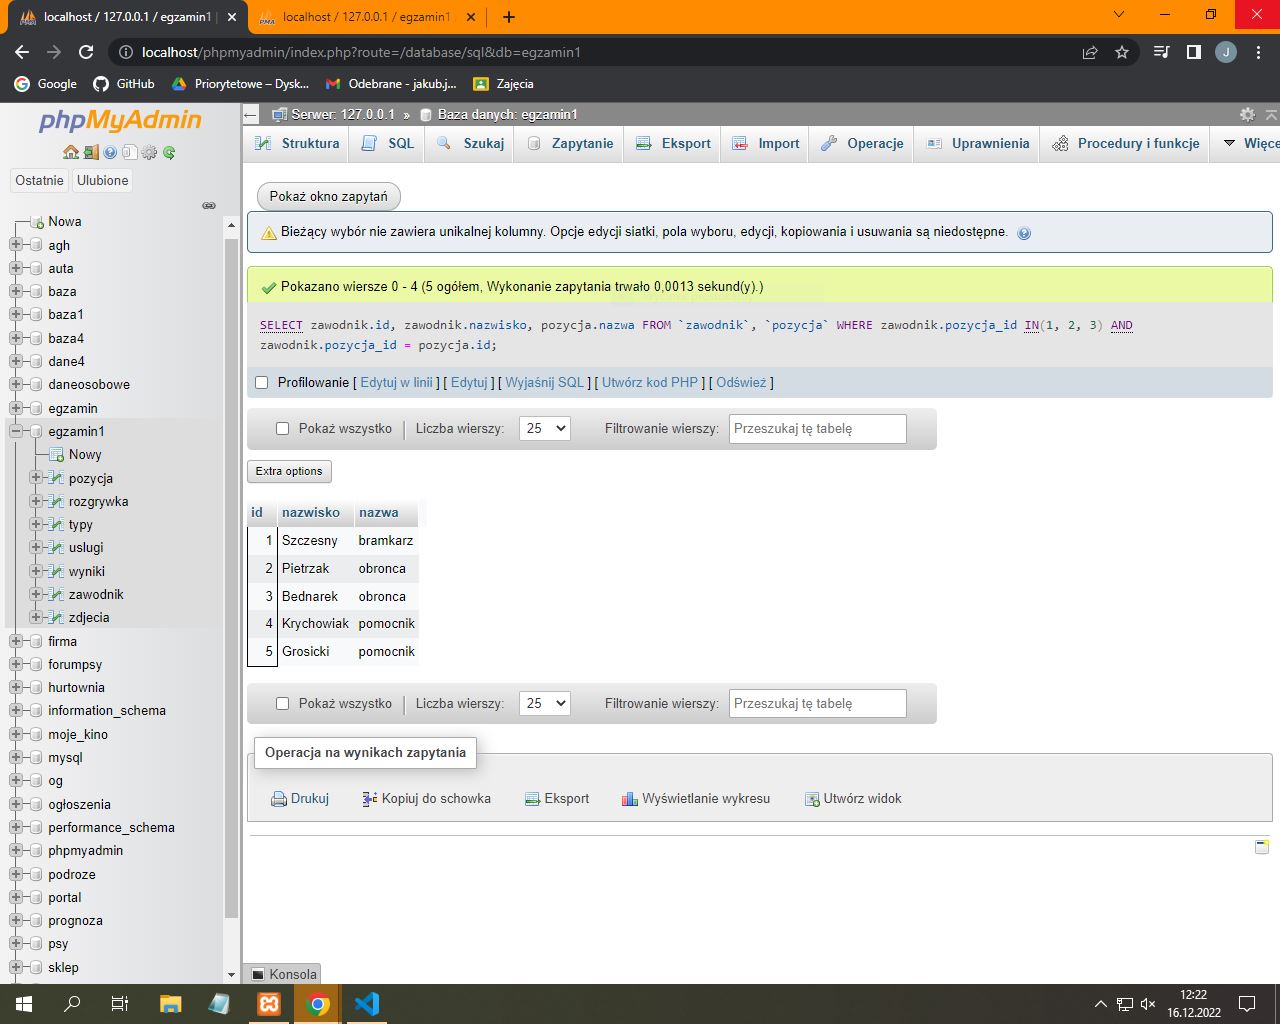 localhost / 127.0.0.1 / egzamin1 |
localhost / 127.0.0.1 / egzamin1
localhost/phpmyadmin/index.php?route=/database/sql&db=egzamin1
J
Google
GitHub
Priorytetowe – Dysk...
Odebrane - jakub.j...
Zajęcia
phpMyAdmin
Ostatnie
Ulubione
Nowa
agh
auta
baza
baza1
baza4
dane4
daneosobowe
egzamin
egzamin1
Nowy
pozycja
rozgrywka
typy
uslugi
wyniki
zawodnik
zdjecia
firma
forumpsy
hurtownia
information_schema
moje_kino
mysql
og
ogłoszenia
performance_schema
phpmyadmin
podroze
portal
prognoza
psy
sklep
Serwer: 127.0.0.1 » Baza danych: egzamin1
Struktura
SQL
Szukaj
Zapytanie
Eksport
Import
Operacje
Uprawnienia
Procedury i funkcje
Więce
Pokaż okno zapytań
Bieżący wybór nie zawiera unikalnej kolumny. Opcje edycji siatki, pola wyboru, edycji, kopiowania i usuwania są niedostępne.
Pokazano wiersze 0 - 4 (5 ogółem, Wykonanie zapytania trwało 0,0013 sekund(y).)
SELECT zawodnik.id, zawodnik.nazwisko, pozycja.nazwa FROM `zawodnik`, `pozycja` WHERE zawodnik.pozycja_id IN(1, 2, 3) AND
zawodnik.pozycja_id = pozycja.id;
Profilowanie [ Edytuj w linii ] [ Edytuj ] [ Wyjaśnij SQL ] [ Utwórz kod PHP ] [ Odśwież ]
Pokaż wszystko | Liczba wierszy: 25 Filtrowanie wierszy: Przeszukaj tę tabelę
Extra options
id nazwisko nazwa
1 Szczesny bramkarz
2 Pietrzak obronca
3 Bednarek obronca
4 Krychowiak pomocnik
5 Grosicki pomocnik
Pokaż wszystko | Liczba wierszy: 25 Filtrowanie wierszy: Przeszukaj tę tabelę
Operacja na wynikach zapytania
Drukuj
Kopiuj do schowka
Eksport
Wyświetlanie wykresu
Utwórz widok
Konsola
12:22
16.12.2022